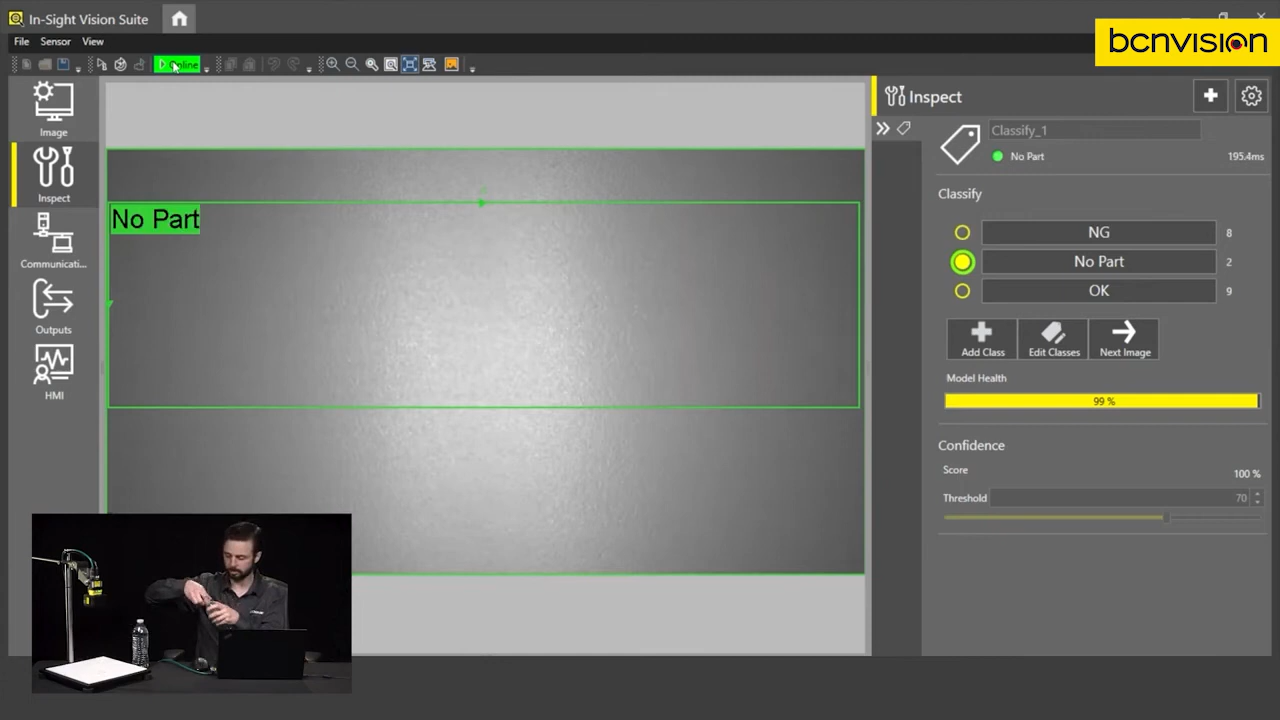 In-Sight Vision Suite
bcnvision
File Sensor View
Online
Image
Inspect
Communicati...
Outputs
HMI
No Part
Inspect
Classify_1
No Part 195.4ms
Classify
NG 8
No Part 2
OK 9
Add Class Edit Classes Next Image
Model Health
99 %
Confidence
Score 100 %
Threshold 70